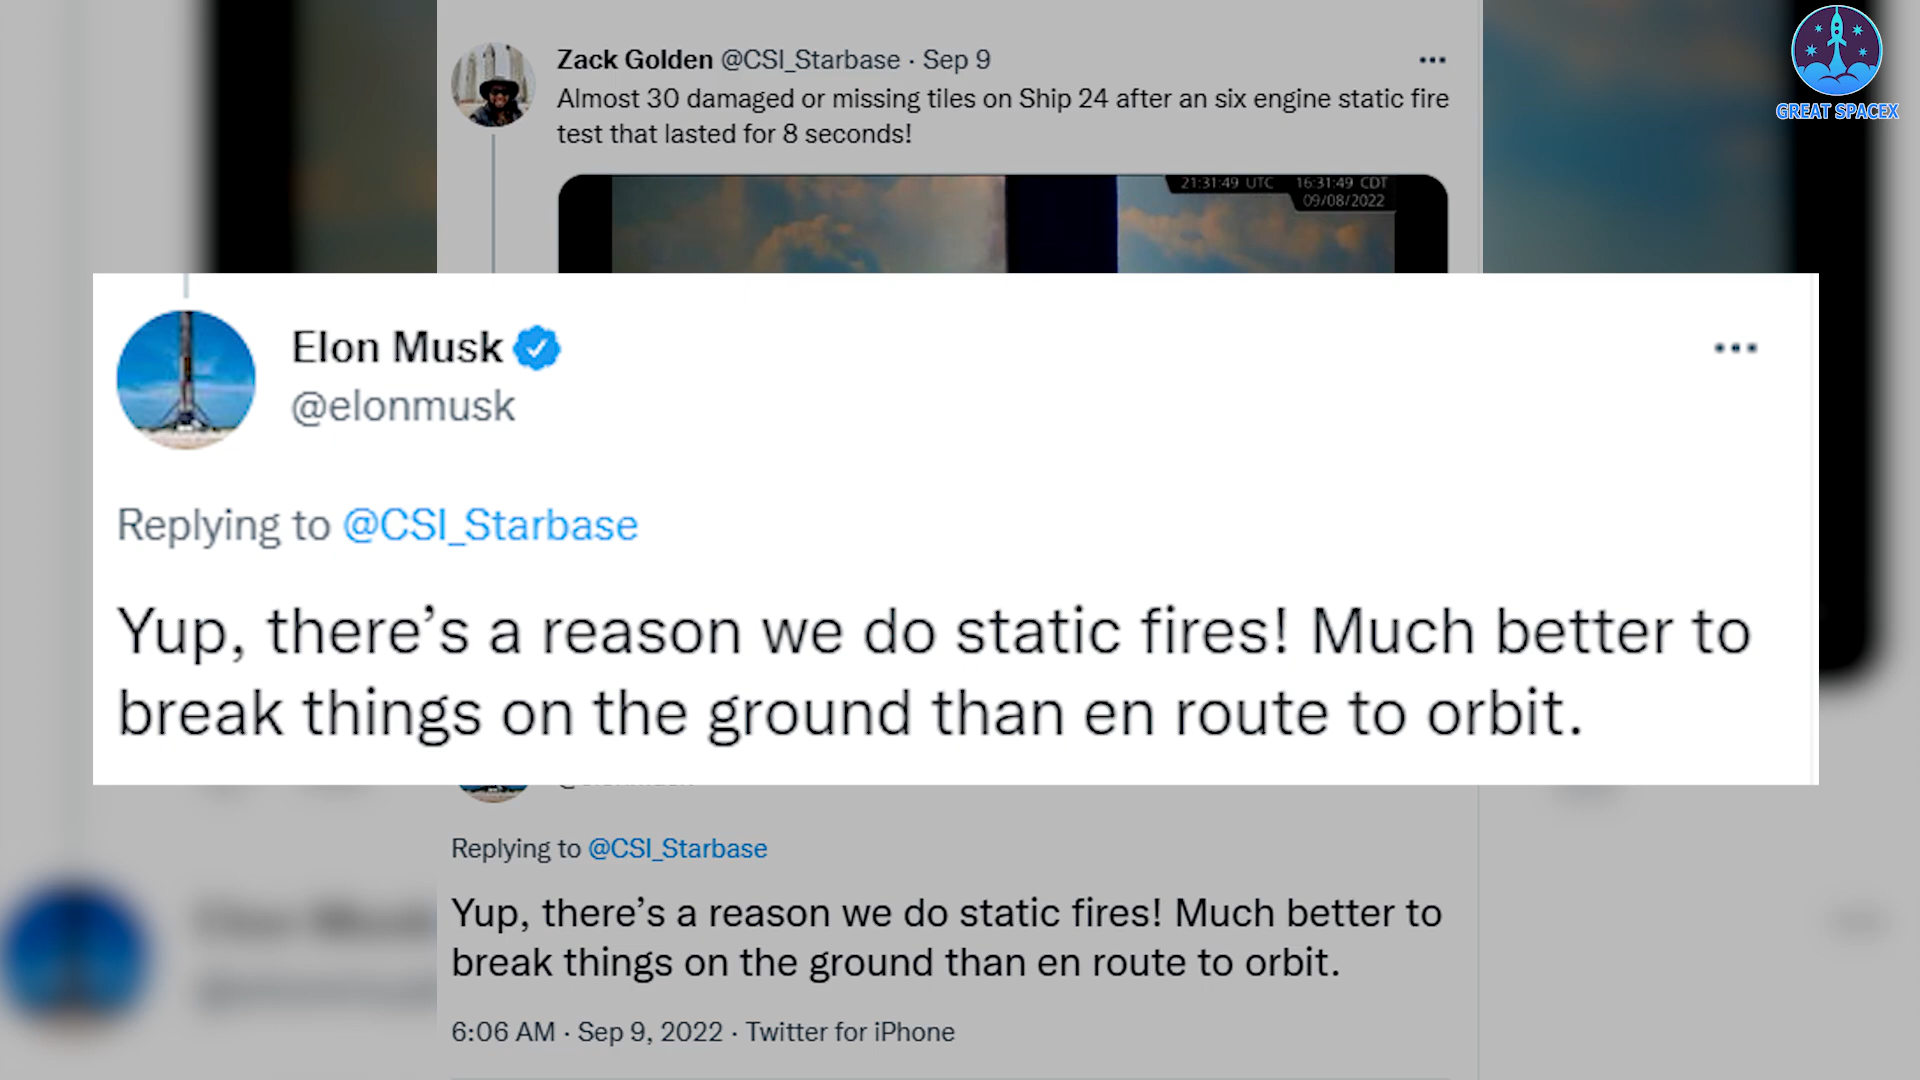 Zack Golden @CSI_Starbase · Sep 9
Almost 30 damaged or missing tiles on Ship 24 after an six engine static fire
test that lasted for 8 seconds!
21:31:49 UTC 16:31:49 CDT
09/08/2022
GREAT SPACEX
Elon Musk
@elonmusk
Replying to @CSI_Starbase
Yup, there’s a reason we do static fires! Much better to
break things on the ground than en route to orbit.
Replying to @CSI_Starbase
Yup, there’s a reason we do static fires! Much better to
break things on the ground than en route to orbit.
6:06 AM · Sep 9, 2022 · Twitter for iPhone